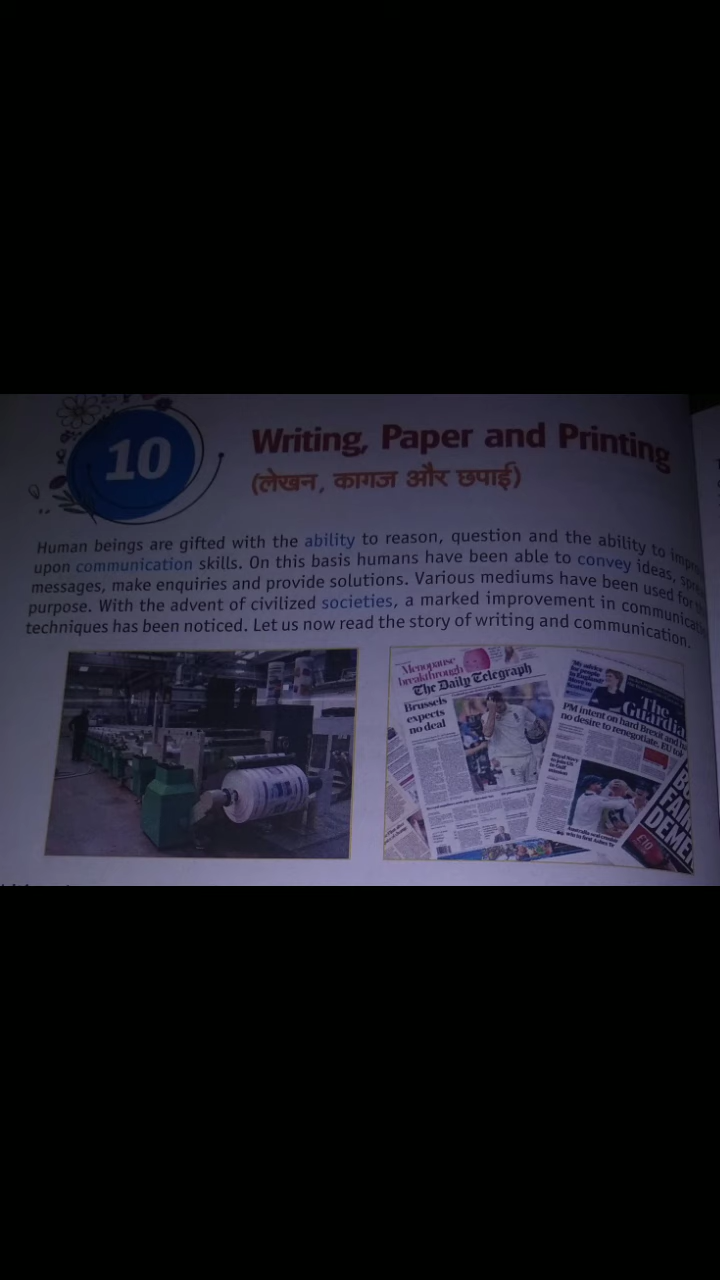 10
Writing, Paper and Printing
(लेखन, कागज और छपाई)
Human beings are gifted with the ability to reason, question and the ability to
upon communication skills. On this basis humans have been able to convey ideas,
messages, make enquiries and provide solutions. Various mediums have been used for
purpose. With the advent of civilized societies, a marked improvement in
techniques has been noticed. Let us now read the story of writing and communication.
Menopause
breakthrough
The Daily Telegraph
Brussels
expects
no deal
The
PM intent on hard Brexit and
no desire to renegotiate, EU
£10